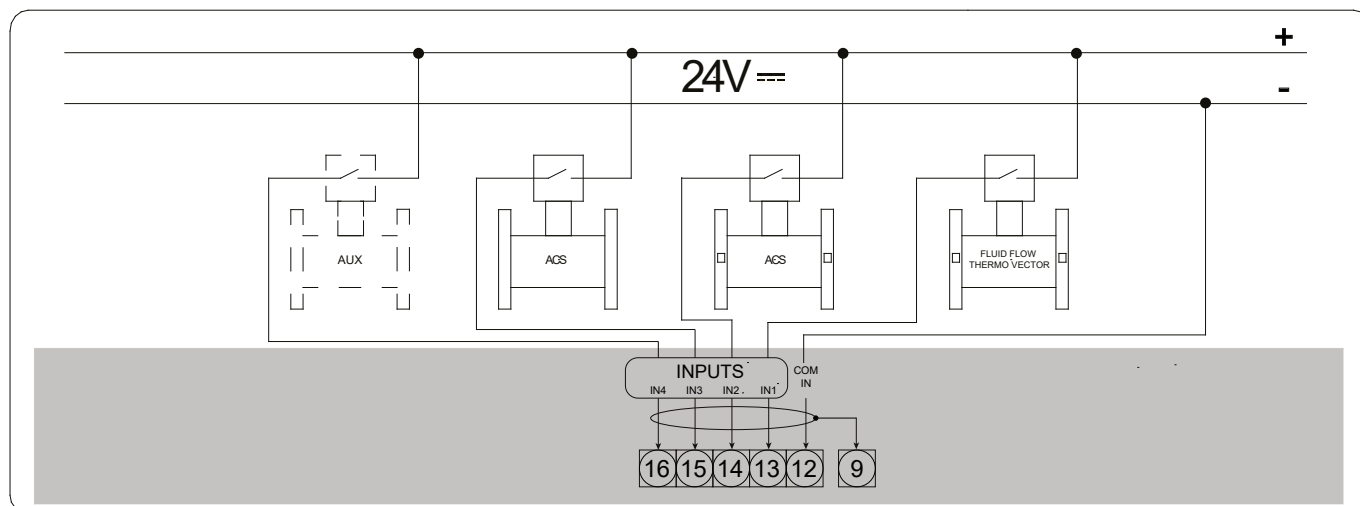 +
24V
-
AUX
ACS
ACS
FLUID FLOW
THERMO VECTOR
INPUTS
IN4 IN3 IN2 IN1
COM
IN
16 15 14 13 12 9